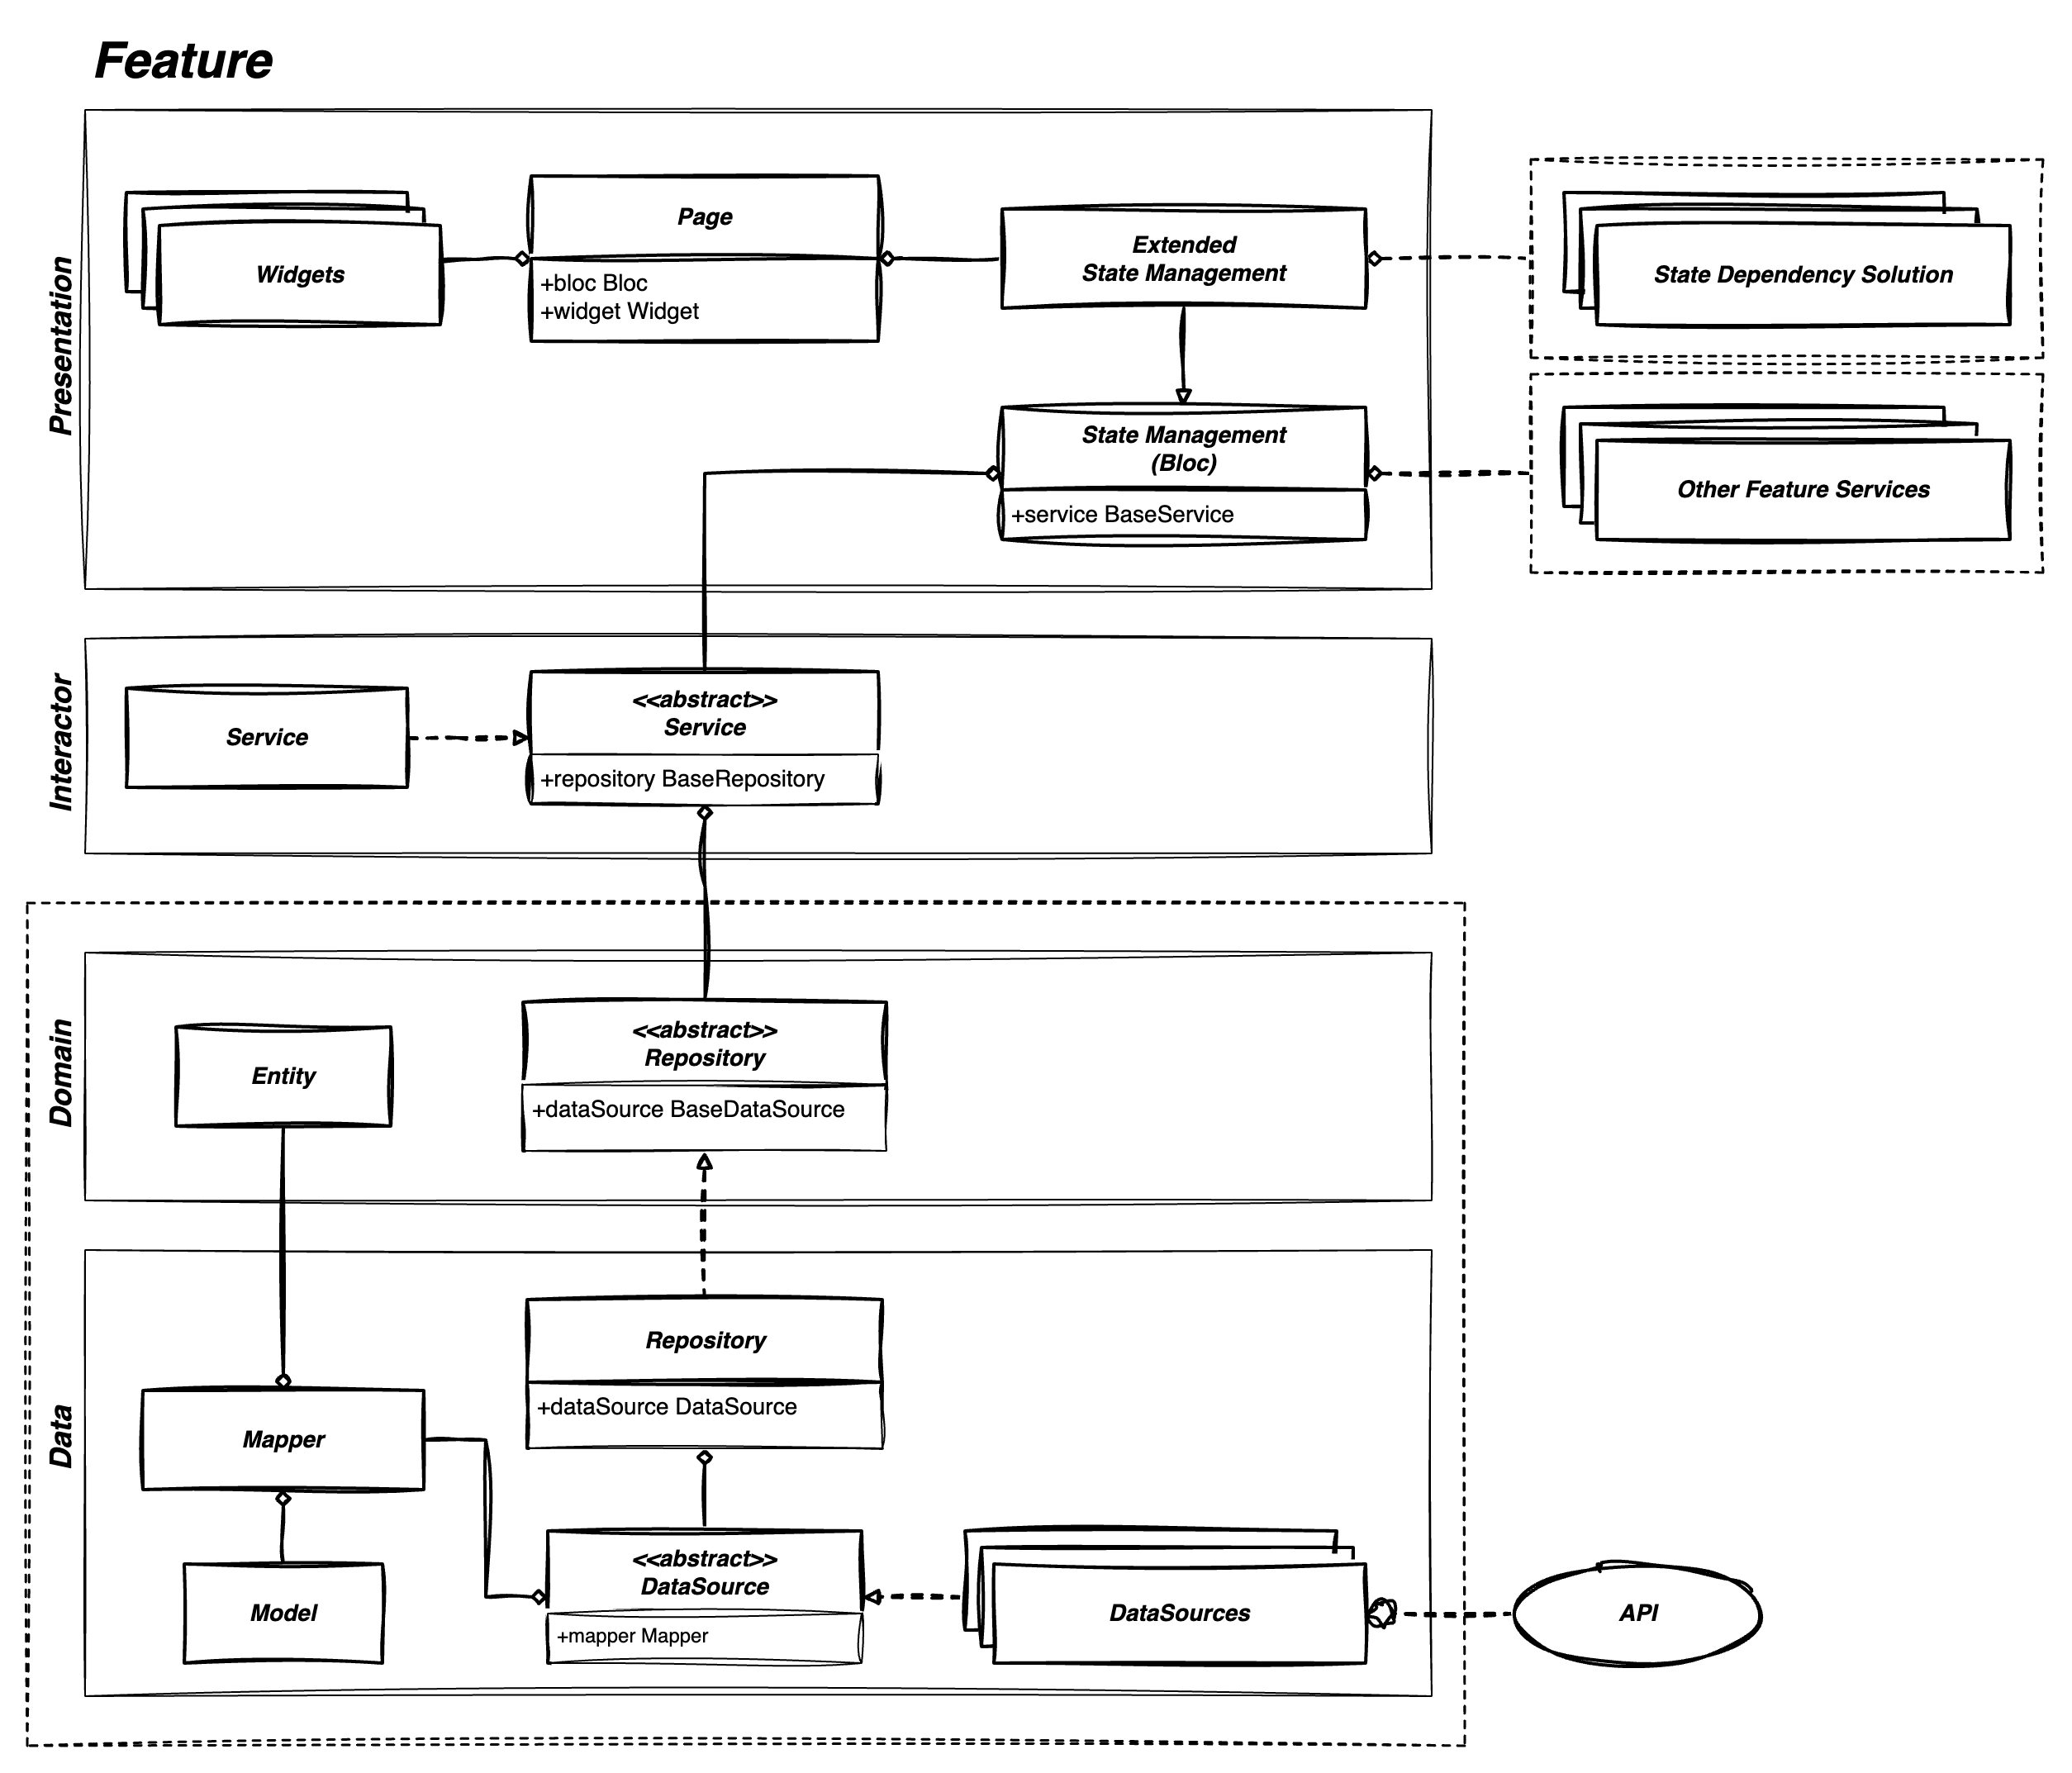 Feature
Presentation
Widgets
Page
+bloc Bloc
+widget Widget
Extended
State Management
State Dependency Solution
State Management
(Bloc)
+service BaseService
Other Feature Services
Interactor
Service
<<abstract>>
Service
+repository BaseRepository
Domain
Entity
<<abstract>>
Repository
+dataSource BaseDataSource
Data
Repository
+dataSource DataSource
Mapper
Model
<<abstract>>
DataSource
+mapper Mapper
DataSources
API